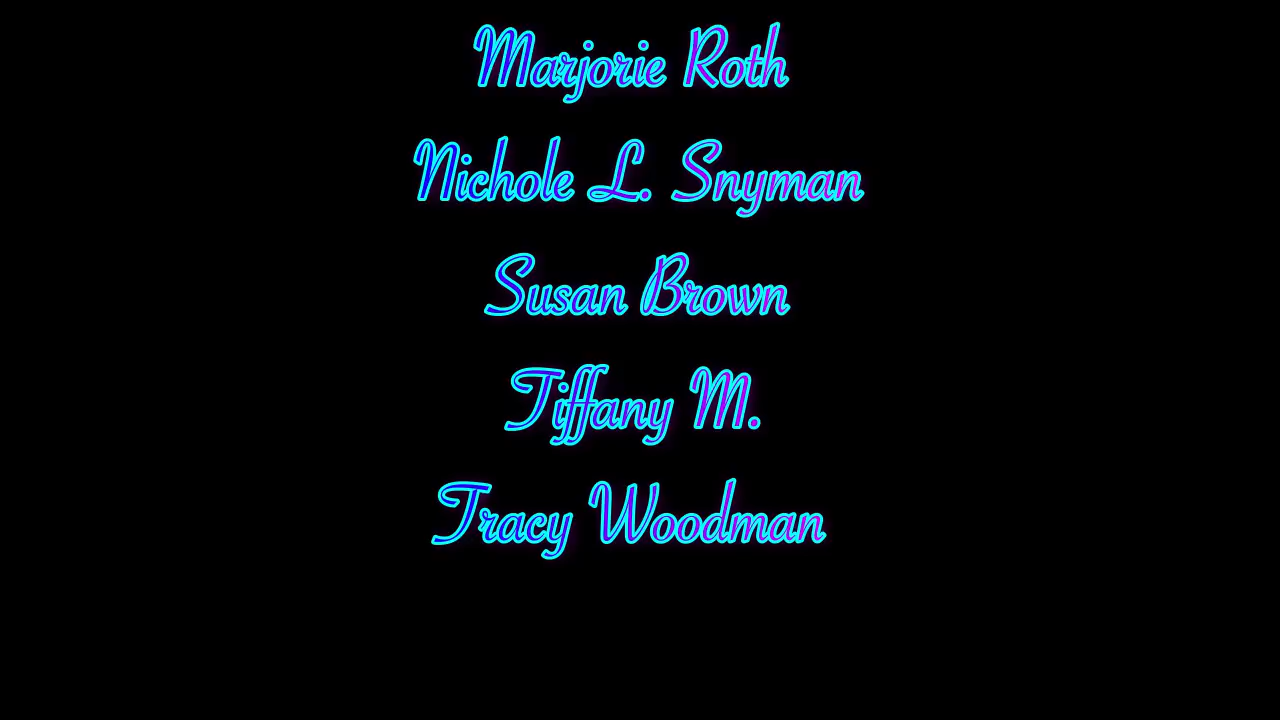 Marjorie Roth
Nichole L. Snyman
Susan Brown
Tiffany M.
Tracy Woodman